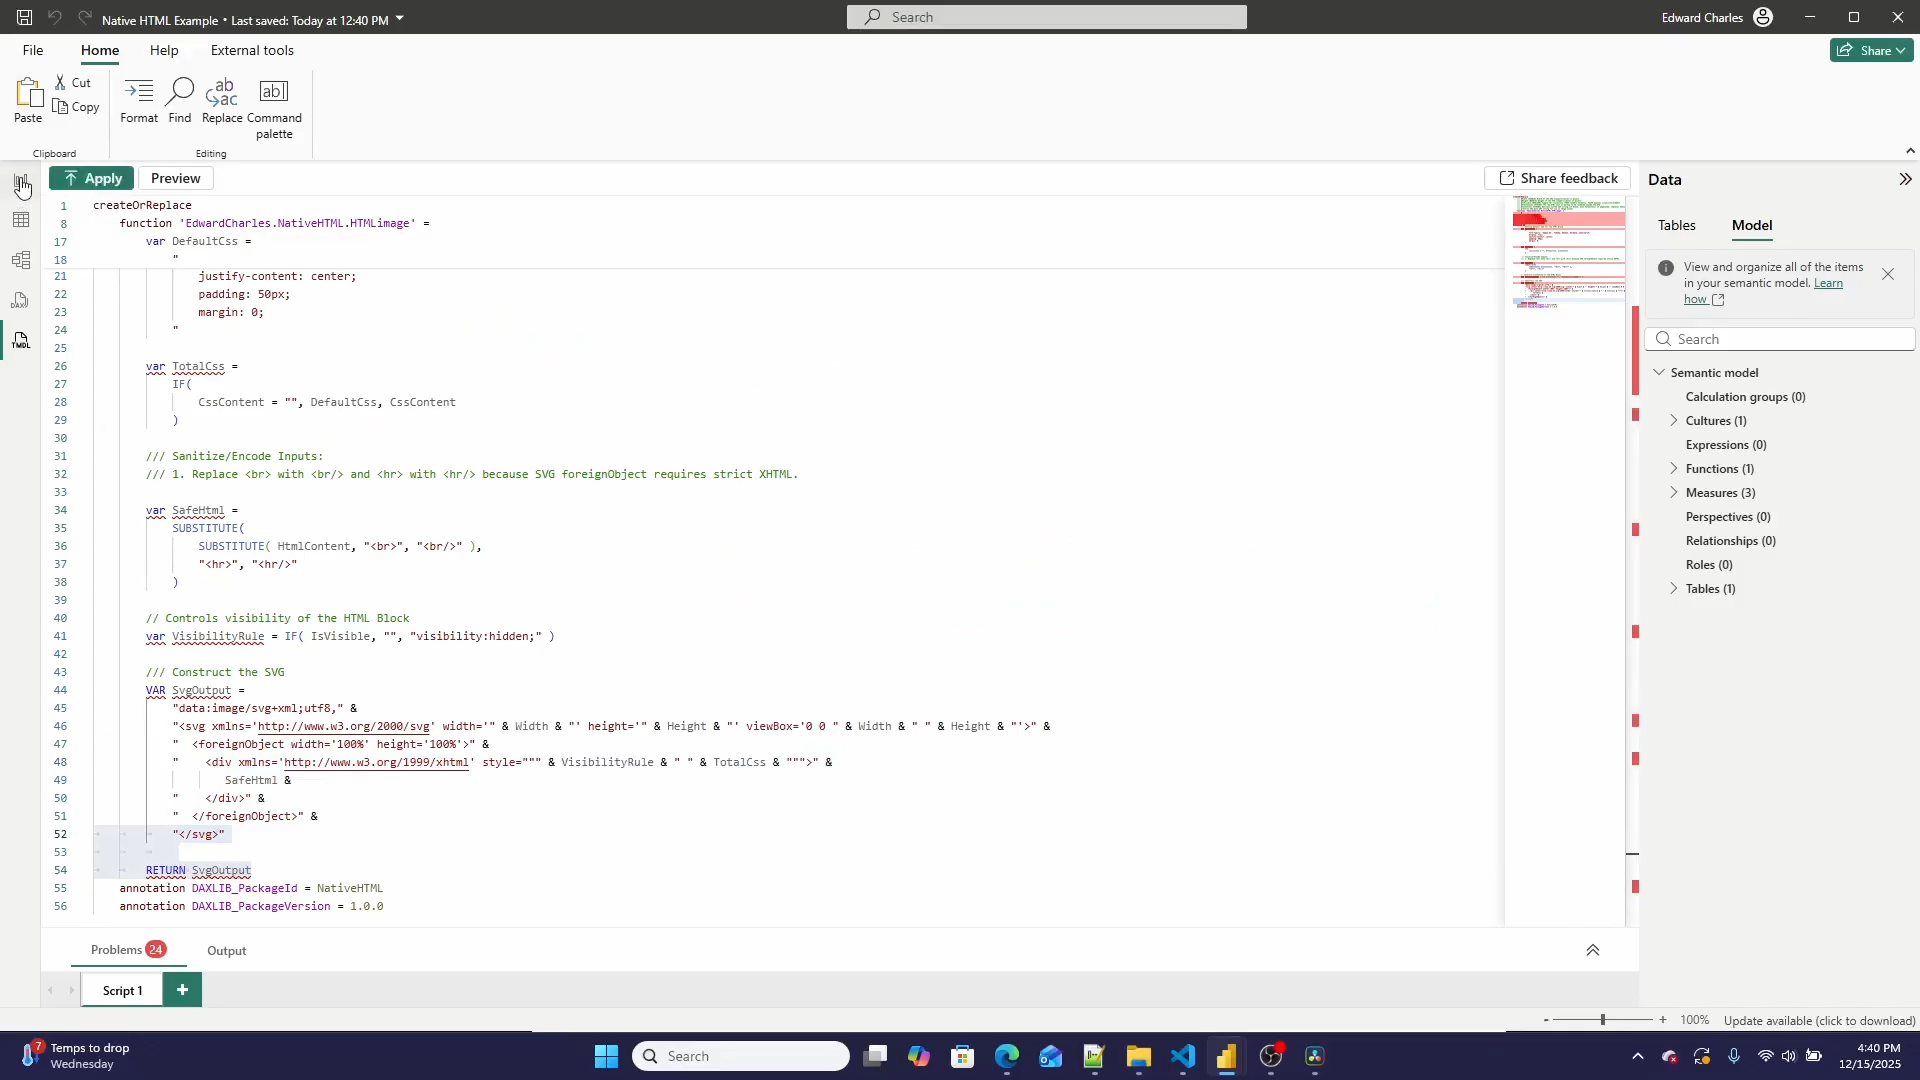 Native HTML Example • Last saved: Today at 12:40 PM
Search
Edward Charles
File
Home
Help
External tools
Share
Paste
Cut
Copy
Format
Find
Replace
Command
palette
Clipboard
Editing
Apply
Preview
Share feedback
1 createOrReplace
8 function 'EdwardCharles.NativeHTML.HTMLimage' =
17 var DefaultCss =
18 "
21 justify-content: center;
22 padding: 50px;
23 margin: 0;
24 "
25
26 var TotalCss =
27 IF(
28 CssContent = "", DefaultCss, CssContent
29 )
30
31 /// Sanitize/Encode Inputs:
32 /// 1. Replace <br> with <br/> and <hr> with <hr/> because SVG foreignObject requires strict XHTML.
33
34 var SafeHtml =
35 SUBSTITUTE(
36 SUBSTITUTE( HtmlContent, "<br>", "<br/>" ),
37 "<hr>", "<hr/>"
38 )
39
40 // Controls visibility of the HTML Block
41 var VisibilityRule = IF( IsVisible, "", "visibility:hidden;" )
42
43 /// Construct the SVG
44 VAR SvgOutput =
45 "data:image/svg+xml;utf8," &
46 "<svg xmlns='http://www.w3.org/2000/svg' width='" & Width & "' height='" & Height & "' viewBox='0 0 " & Width & " " & Height & "'>" &
47 " <foreignObject width='100%' height='100%'>" &
48 " <div xmlns='http://www.w3.org/1999/xhtml' style=""" & VisibilityRule & " " & TotalCss & """>" &
49 SafeHtml &
50 " </div>" &
51 " </foreignObject>" &
52 "</svg>"
53
54 RETURN SvgOutput
55 annotation DAXLIB_PackageId = NativeHTML
56 annotation DAXLIB_PackageVersion = 1.0.0
DAX
TMDL
Data
Tables
Model
View and organize all of the items
in your semantic model. Learn
how
Search
Semantic model
Calculation groups (0)
Cultures (1)
Expressions (0)
Functions (1)
Measures (3)
Perspectives (0)
Relationships (0)
Roles (0)
Tables (1)
Problems 24
Output
Script 1
- + 100%
Update available (click to download)
7
Temps to drop
Wednesday
Search
4:40 PM
12/15/2025